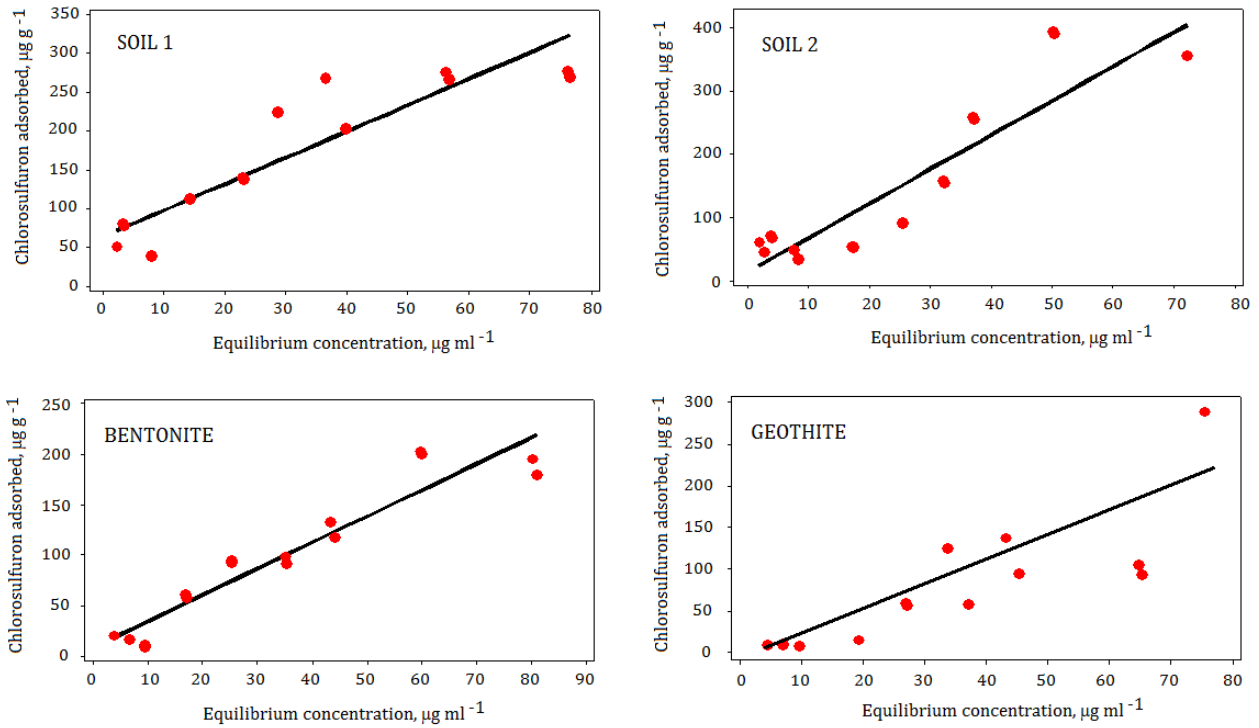 SOIL 1
Chlorosulfuron adsorbed, µg g -1
350
300
250
200
150
100
50
0
0 10 20 30 40 50 60 70 80
Equilibrium concentration, µg ml -1
SOIL 2
Chlorosulfuron adsorbed, µg g -1
400
300
200
100
0
0 10 20 30 40 50 60 70 80
Equilibrium concentration, µg ml -1
BENTONITE
Chlorosulfuron adsorbed, µg g -1
250
200
150
100
50
0
0 10 20 30 40 50 60 70 80 90
Equilibrium concentration, µg ml -1
GEOTHITE
Chlorosulfuron adsorbed, µg g -1
300
250
200
150
100
50
0
0 10 20 30 40 50 60 70 80
Equilibrium concentration, µg ml -1